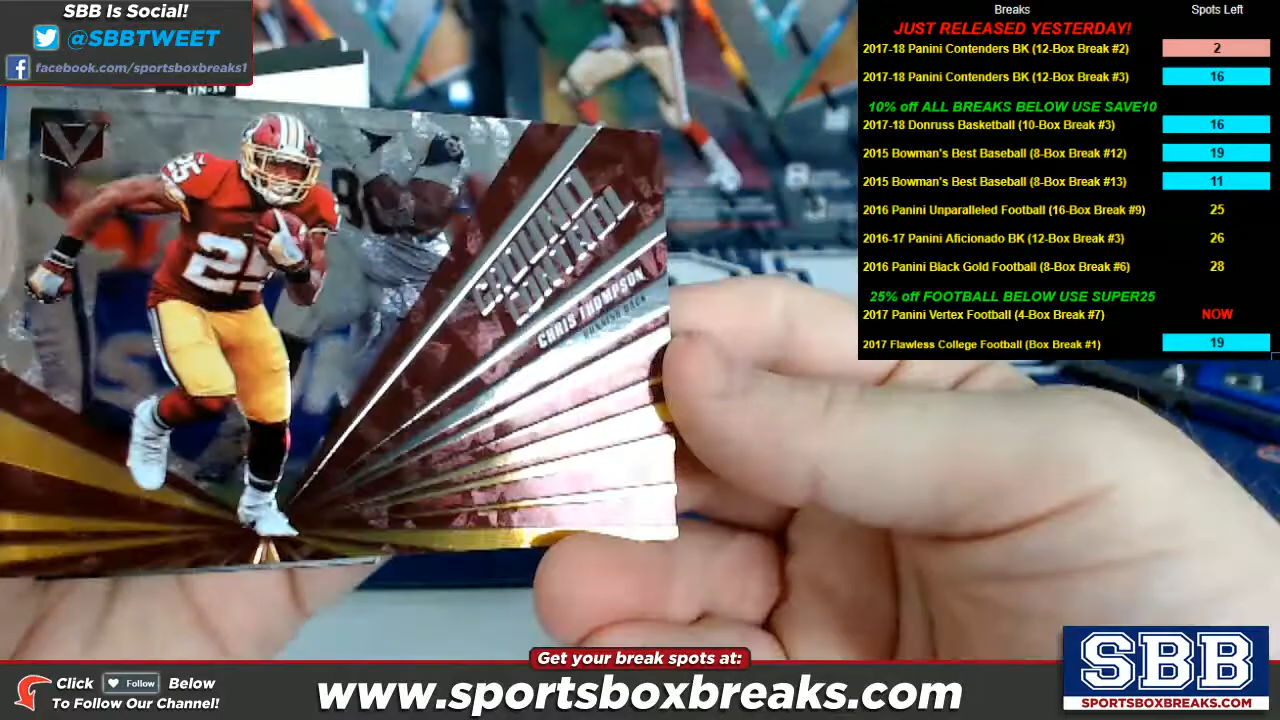 SBB Is Social!
@SBBTWEET
facebook.com/sportsboxbreaks1
Breaks Spots Left
JUST RELEASED YESTERDAY!
2017-18 Panini Contenders BK (12-Box Break #2) 2
2017-18 Panini Contenders BK (12-Box Break #3) 16
10% off ALL BREAKS BELOW USE SAVE10
2017-18 Donruss Basketball (10-Box Break #3) 16
2015 Bowman's Best Baseball (8-Box Break #12) 19
2015 Bowman's Best Baseball (8-Box Break #13) 11
2016 Panini Unparalleled Football (16-Box Break #9) 25
2016-17 Panini Aficionado BK (12-Box Break #3) 26
2016 Panini Black Gold Football (8-Box Break #6) 28
25% off FOOTBALL BELOW USE SUPER25
2017 Panini Vertex Football (4-Box Break #7) NOW
2017 Flawless College Football (Box Break #1) 19
V
25
25
GROUND
CONTROL
CHRIS THOMPSON
RUNNING BACK
8
Get your break spots at:
www.sportsboxbreaks.com
Click Follow Below
To Follow Our Channel!
SBB
SPORTSBOXBREAKS.COM